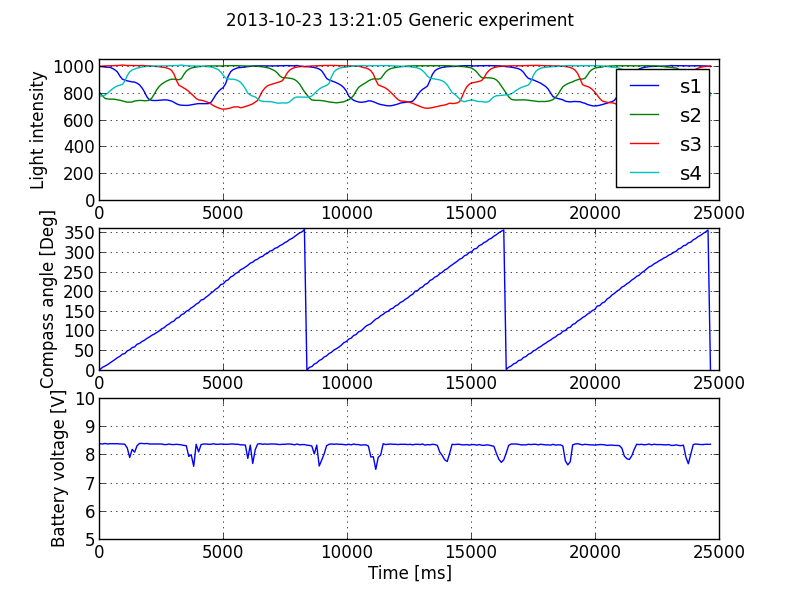 2013-10-23 13:21:05 Generic experiment
Light intensity
1000
800
600
400
200
0
s1
s2
s3
s4
0 5000 10000 15000 20000 25000
Compass angle [Deg]
350
300
250
200
150
100
50
0
0 5000 10000 15000 20000 25000
Battery voltage [V]
10
9
8
7
6
5
0 5000 10000 15000 20000 25000
Time [ms]